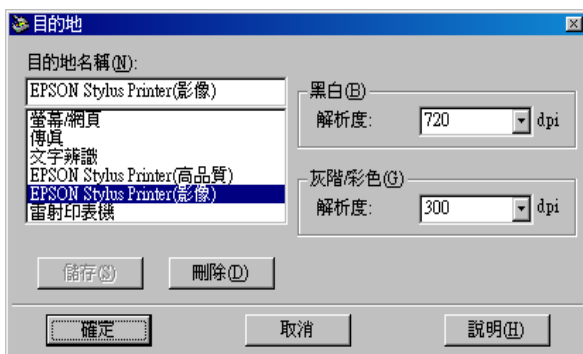 目的地
目的地名稱(N):
EPSON Stylus Printer(影像)
螢幕/網頁
傳眞
文字辨識
EPSON Stylus Printer(高品質)
EPSON Stylus Printer(影像)
雷射印表機
黑白(B)
解析度: 720 dpi
灰階/彩色(G)
解析度: 300 dpi
儲存(S) 刪除(D)
確定 取消 說明(H)